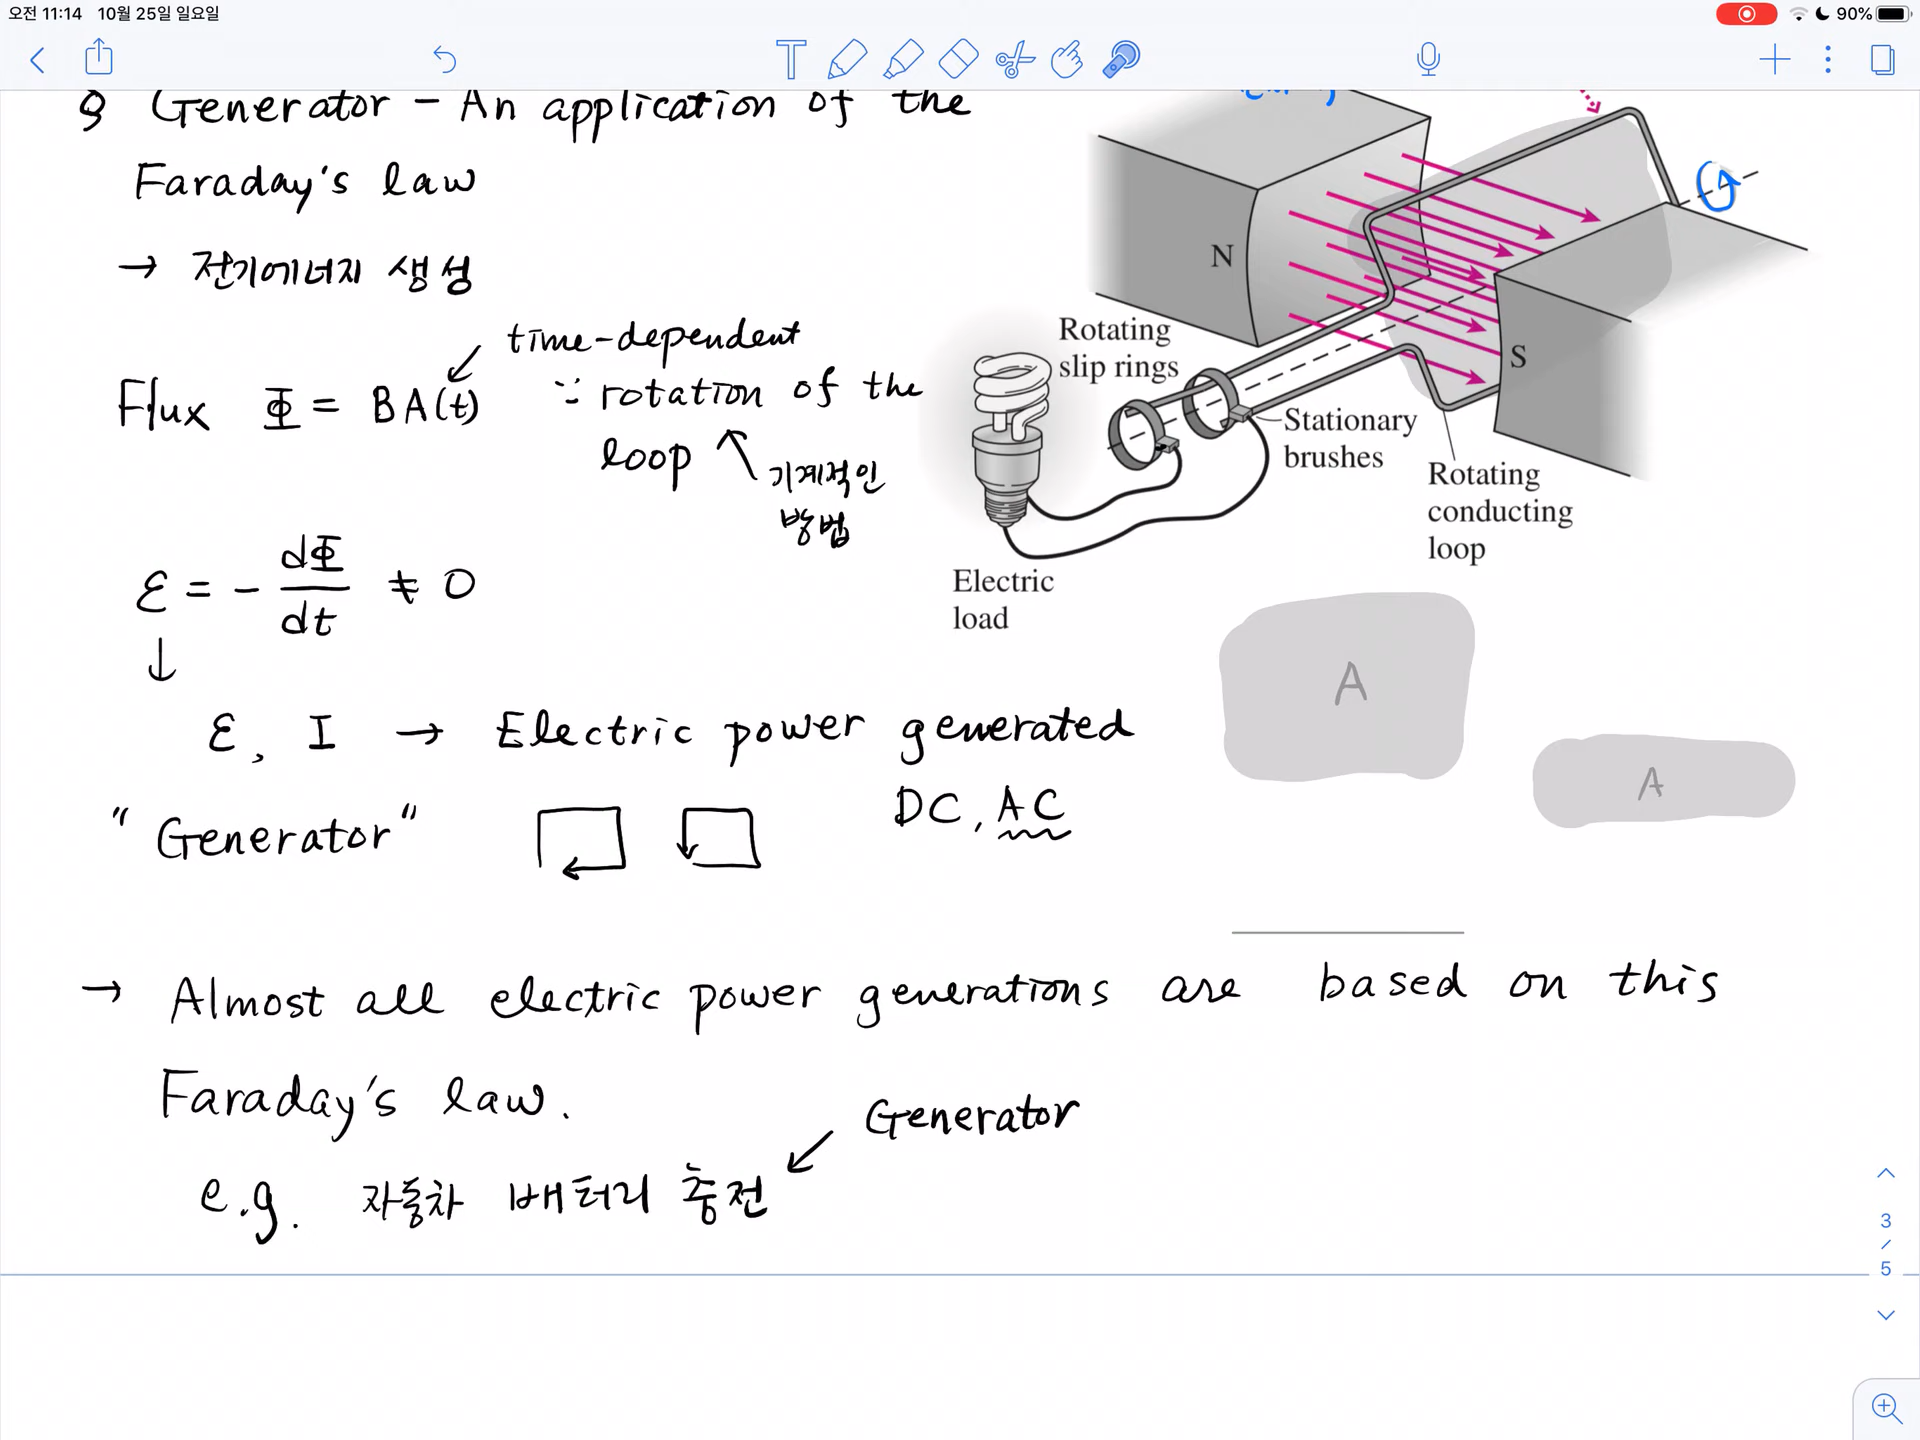 오전 11:14 10월 25일 일요일
90%
§ Generator – An application of the
Faraday's law
→ 전기에너지 생성
time-dependent
Flux Φ = BA(t) ∵ rotation of the
loop
기계적인
방법
ε = - dΦ/dt ≠ 0
↓
ε, I → Electric power generated
DC, AC
"Generator"
N
S
Rotating
slip rings
Stationary
brushes
Rotating
conducting
loop
Electric
load
A
A
→ Almost all electric power generations are based on this
Faraday's law.
Generator
e.g. 자동차 배터리 충전
3
/
5